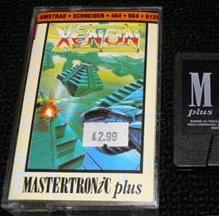 AMSTRAD • SCHNEIDER • 464 • 664 • 6128
XENON
£2.99
MASTERTRONiC plus
M
plus